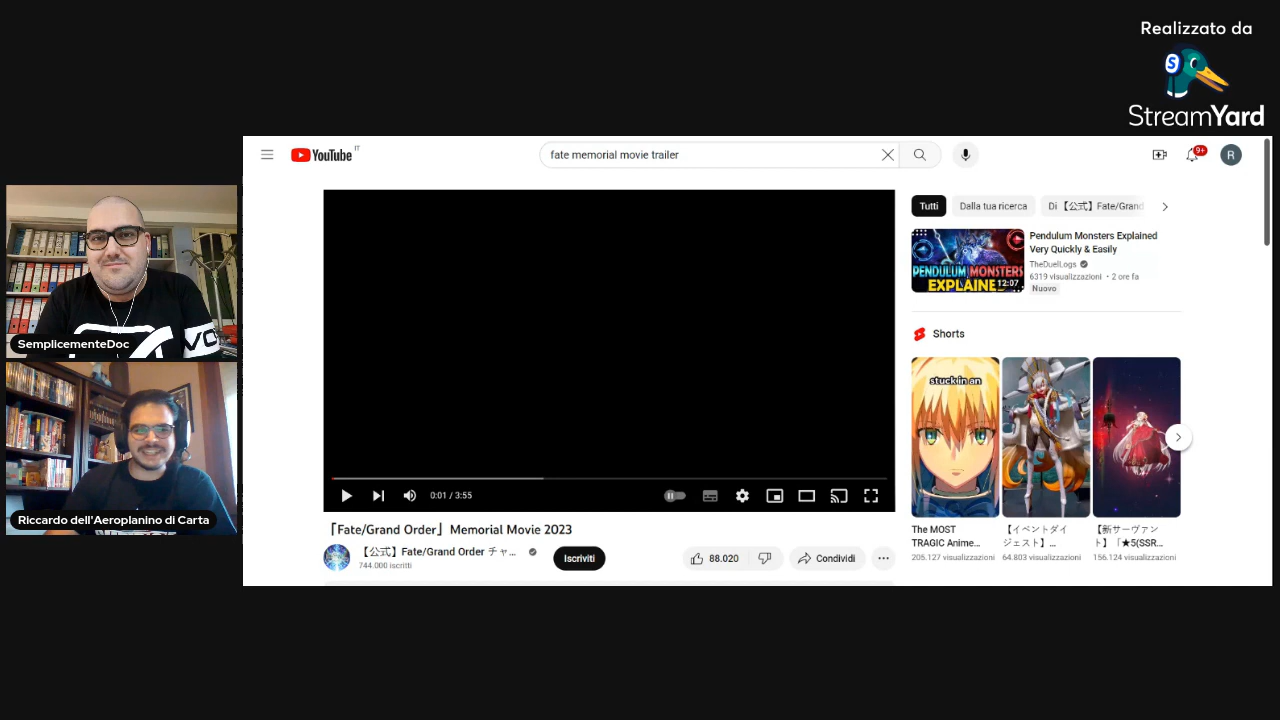 Realizzato da
StreamYard
YouTube IT
fate memorial movie trailer
9+
R
Tutti
Dalla tua ricerca
Di 【公式】Fate/Grand
PENDULUM MONSTERS
EXPLAINED
12:07
Pendulum Monsters Explained
Very Quickly & Easily
TheDuelLogs
6319 visualizzazioni • 2 ore fa
Nuovo
Shorts
stuck in an
The MOST
TRAGIC Anime...
205.127 visualizzazioni
【イベントダイ
ジェスト】...
64.803 visualizzazioni
【新サーヴァン
ト】「★5(SSR...
156.124 visualizzazioni
0:01 / 3:55
「Fate/Grand Order」 Memorial Movie 2023
【公式】Fate/Grand Order チャ...
744.000 iscritti
Iscriviti
88.020
Condividi
SemplicementeDoc
Riccardo dell'Aeroplanino di Carta